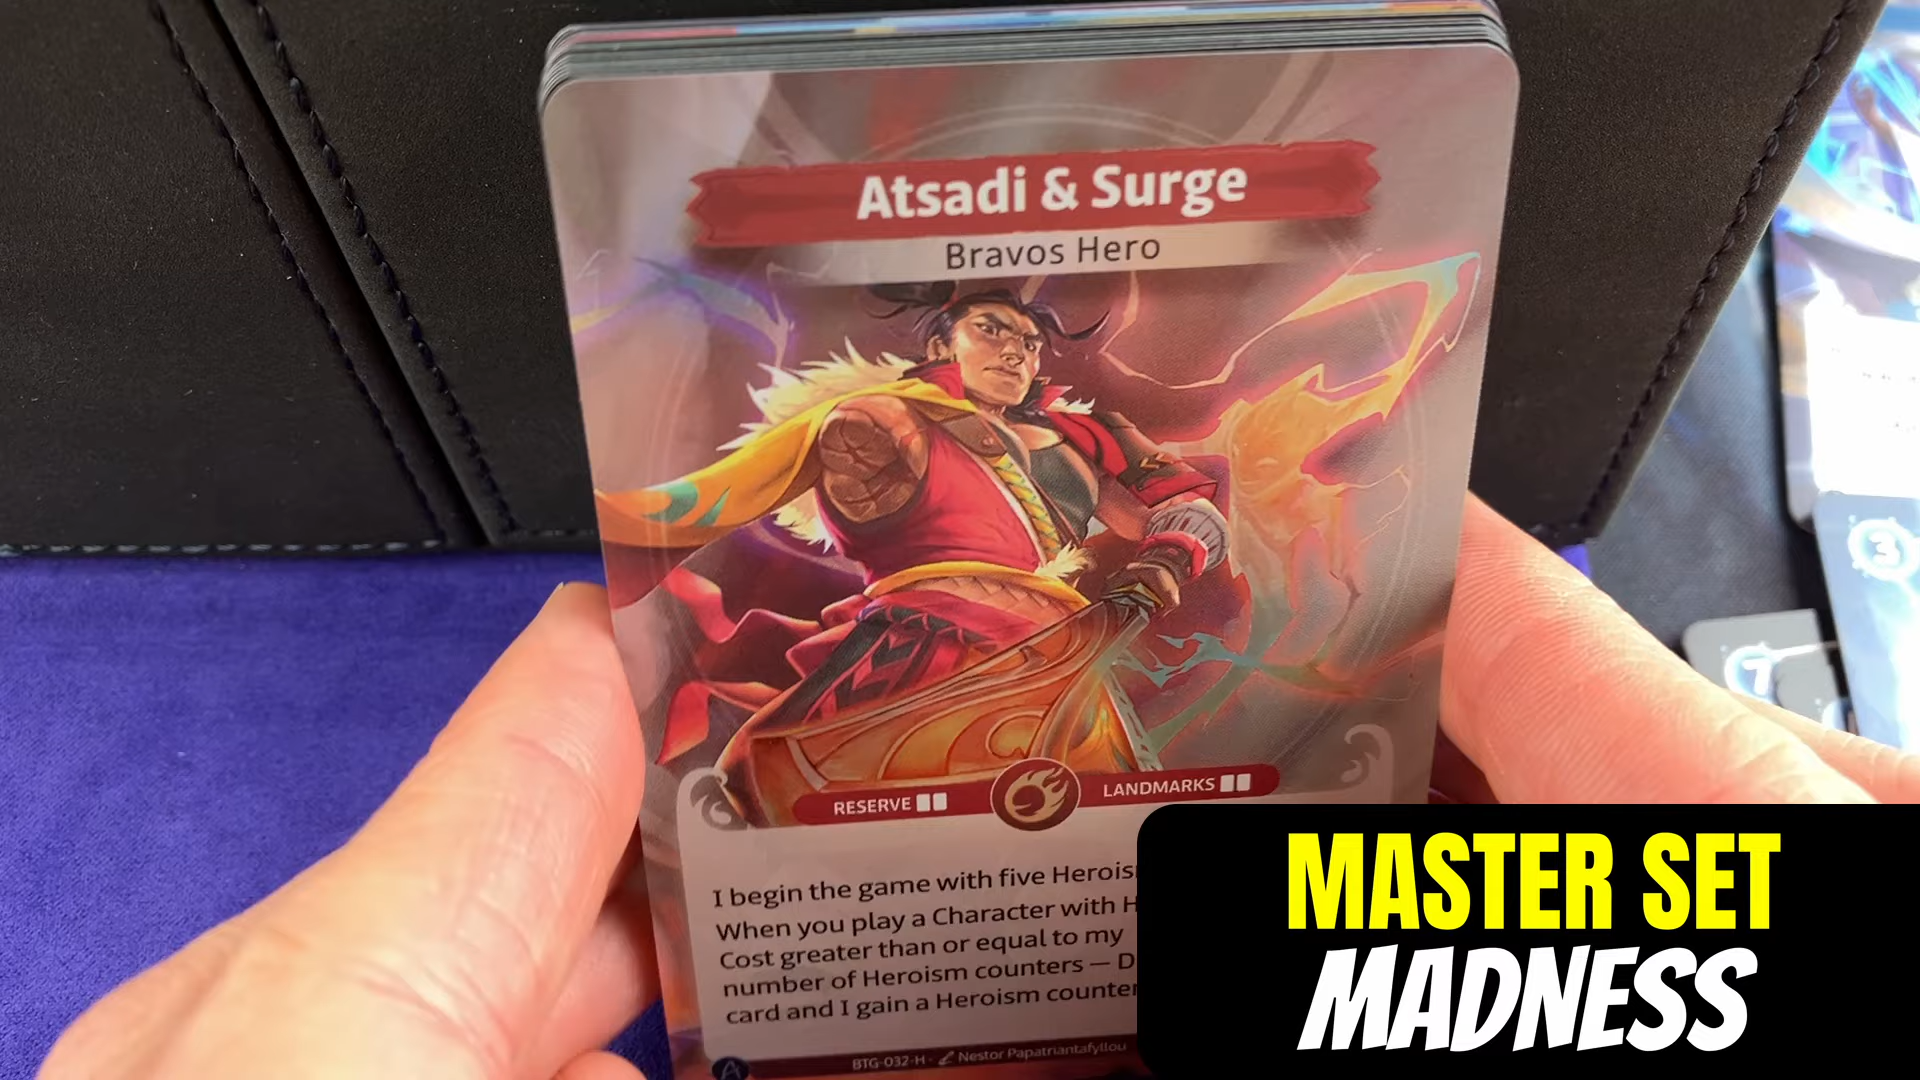 Atsadi & Surge
Bravos Hero
RESERVE
LANDMARKS
I begin the game with five
When you play a Character with
Cost greater than or equal to my
number of Heroism counters —
card and I gain a Heroism
BTG-032-H · Nestor Papatriantafyllou
3
7
MASTER SET
MADNESS